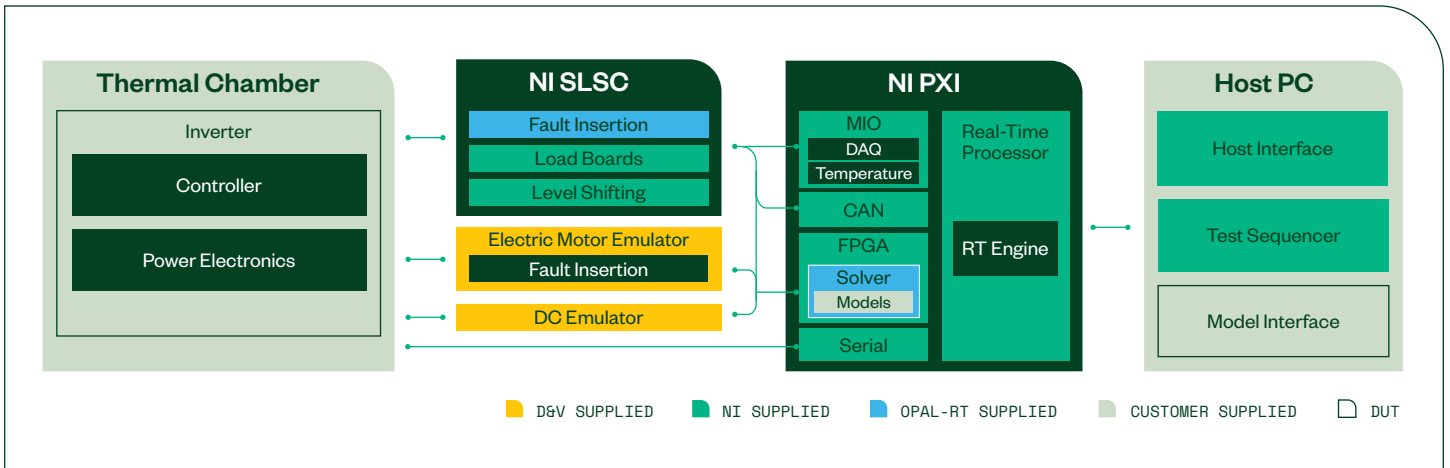 Thermal Chamber
Inverter
Controller
Power Electronics
NI SLSC
Fault Insertion
Load Boards
Level Shifting
Electric Motor Emulator
Fault Insertion
DC Emulator
NI PXI
MIO
DAQ
Temperature
CAN
FPGA
Solver
Models
Serial
Real-Time
Processor
RT Engine
Host PC
Host Interface
Test Sequencer
Model Interface
D&V SUPPLIED
NI SUPPLIED
OPAL-RT SUPPLIED
CUSTOMER SUPPLIED
DUT